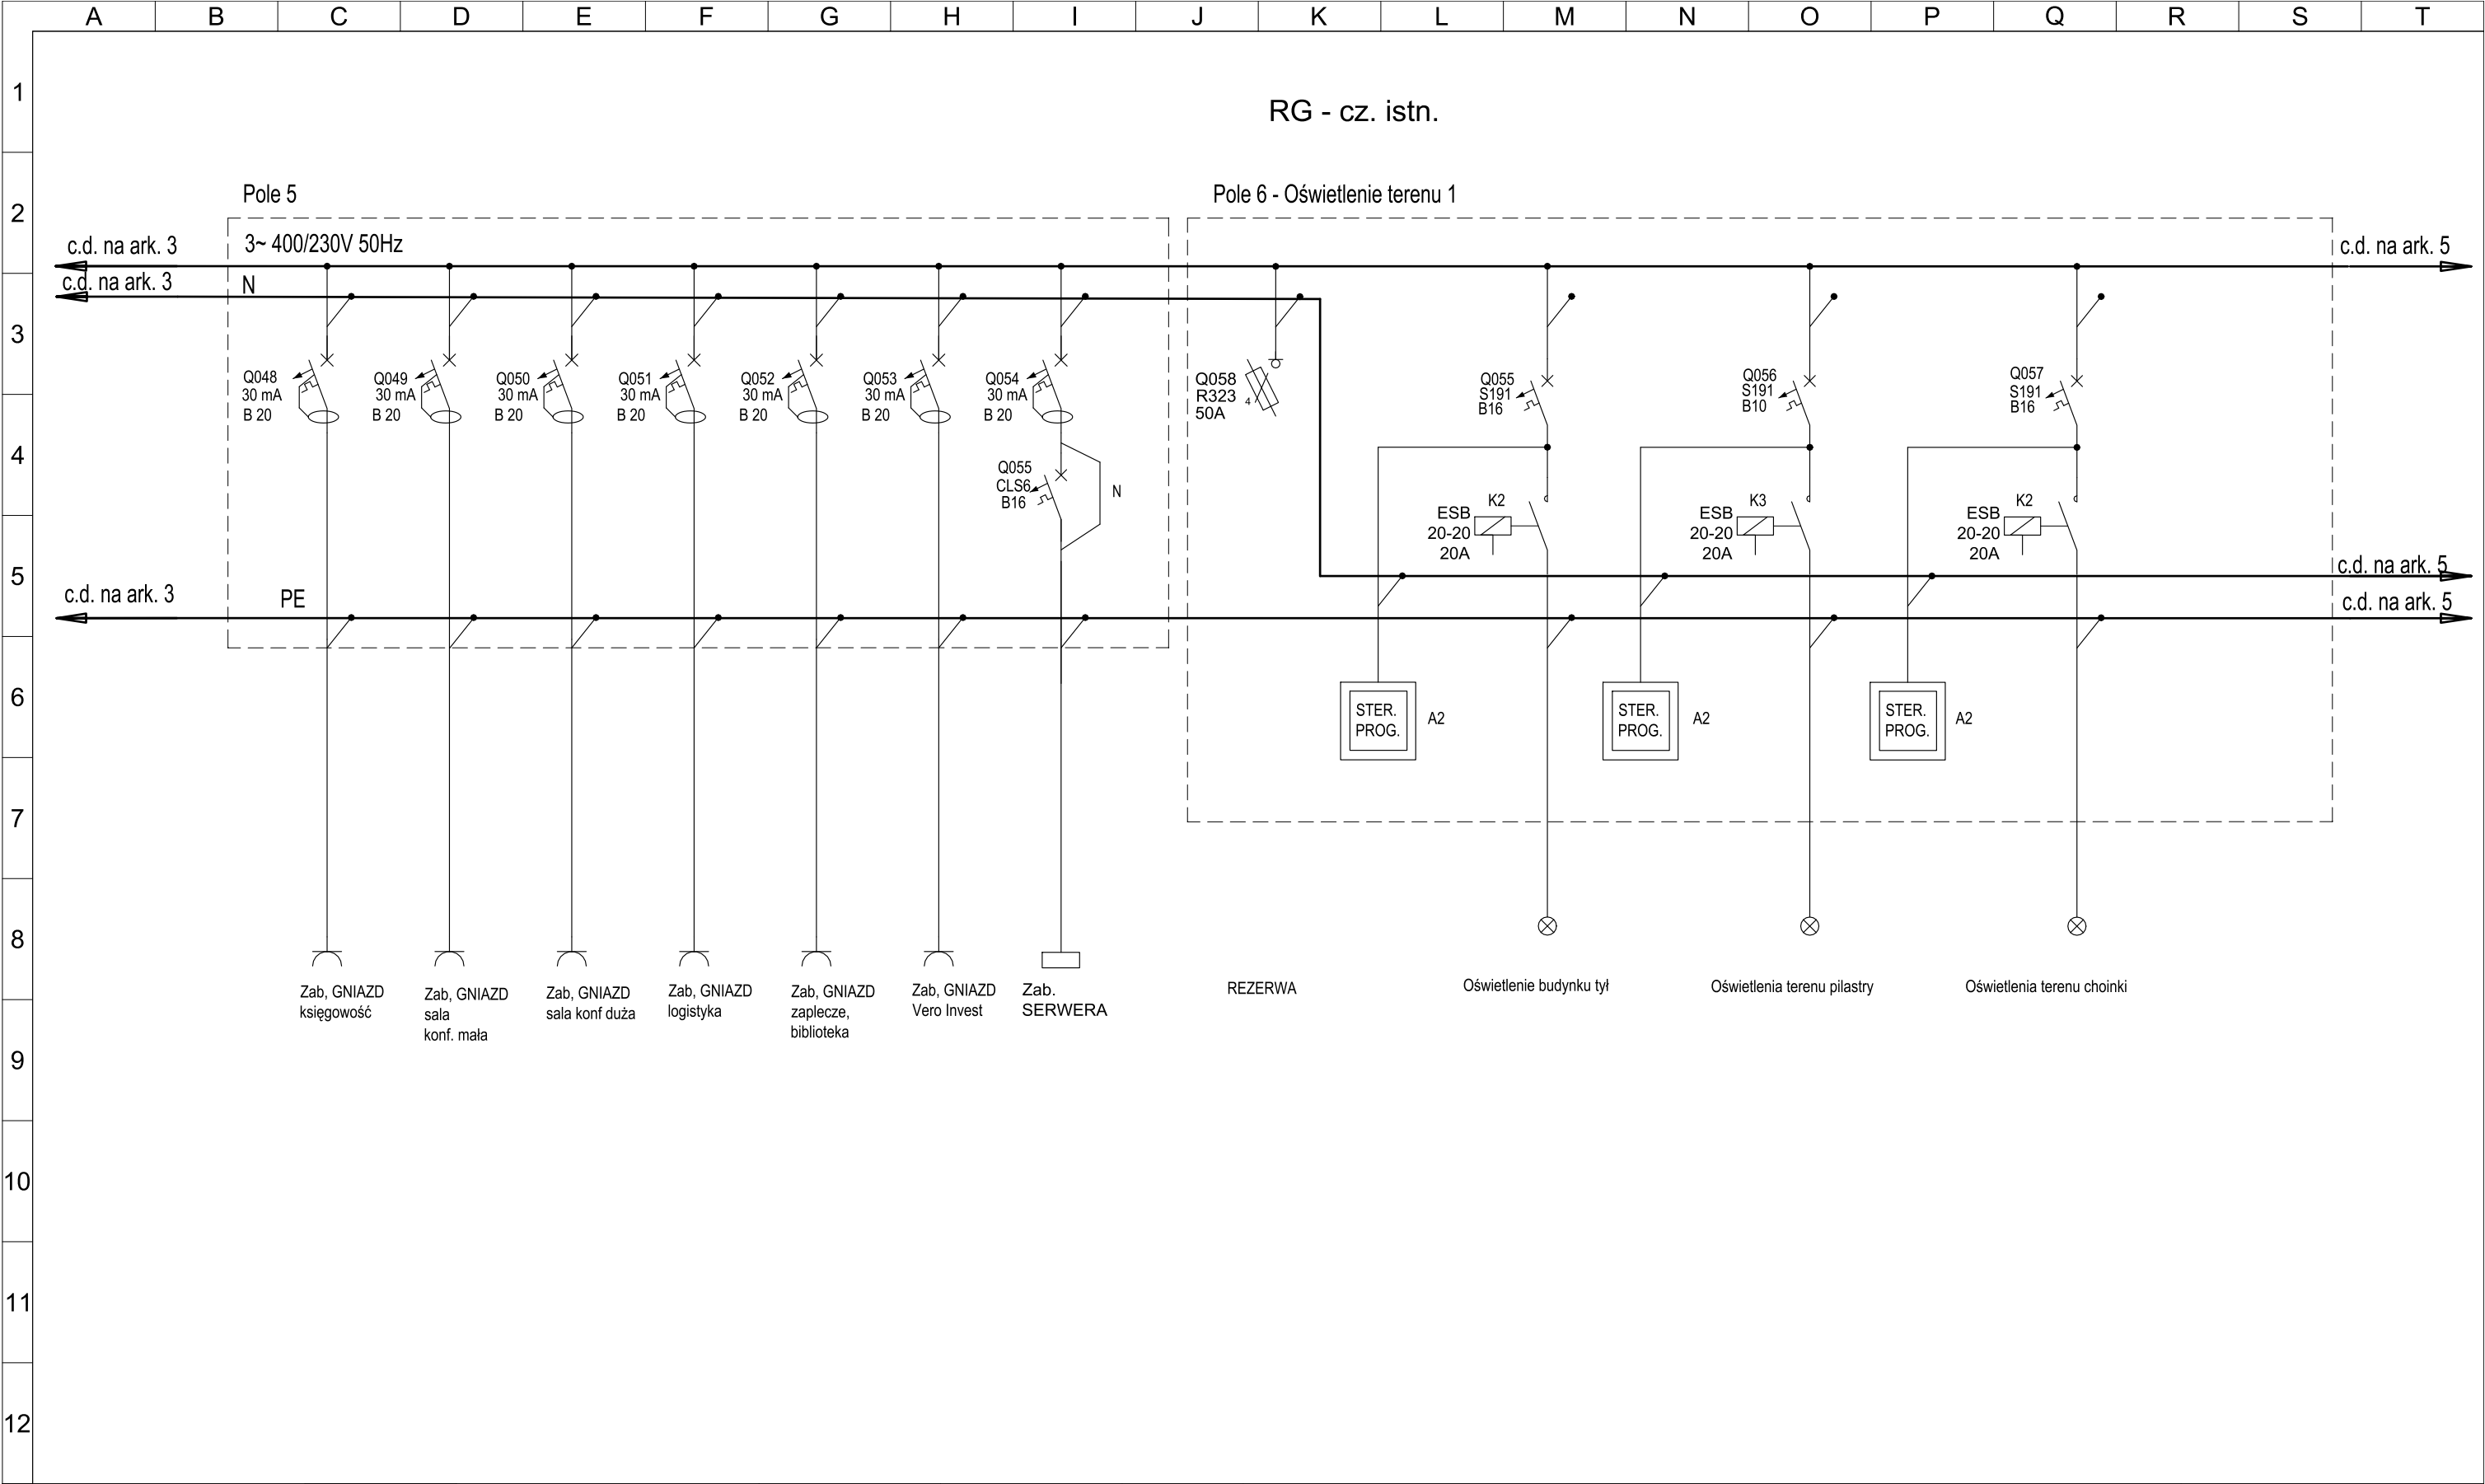 A B C D E F G H I J K L M N O P Q R S T
1
RG - cz. istn.
2
Pole 5
Pole 6 - Oświetlenie terenu 1
c.d. na ark. 3
3~ 400/230V 50Hz
c.d. na ark. 5
c.d. na ark. 3
N
3
Q048
30 mA
B 20
Q049
30 mA
B 20
Q050
30 mA
B 20
Q051
30 mA
B 20
Q052
30 mA
B 20
Q053
30 mA
B 20
Q054
30 mA
B 20
Q058
R323
50A
4
Q055
S191
B16
Q056
S191
B10
Q057
S191
B16
4
Q055
CLS6
B16
N
K2
ESB
20-20
20A
K3
ESB
20-20
20A
K2
ESB
20-20
20A
5
c.d. na ark. 5
c.d. na ark. 3
PE
c.d. na ark. 5
6
STER.
PROG.
A2
STER.
PROG.
A2
STER.
PROG.
A2
7
8
Zab, GNIAZD
księgowość
Zab, GNIAZD
sala
konf. mała
Zab, GNIAZD
sala konf duża
Zab, GNIAZD
logistyka
Zab, GNIAZD
zaplecze,
biblioteka
Zab, GNIAZD
Vero Invest
Zab.
SERWERA
REZERWA
Oświetlenie budynku tył
Oświetlenia terenu pilastry
Oświetlenia terenu choinki
9
10
11
12